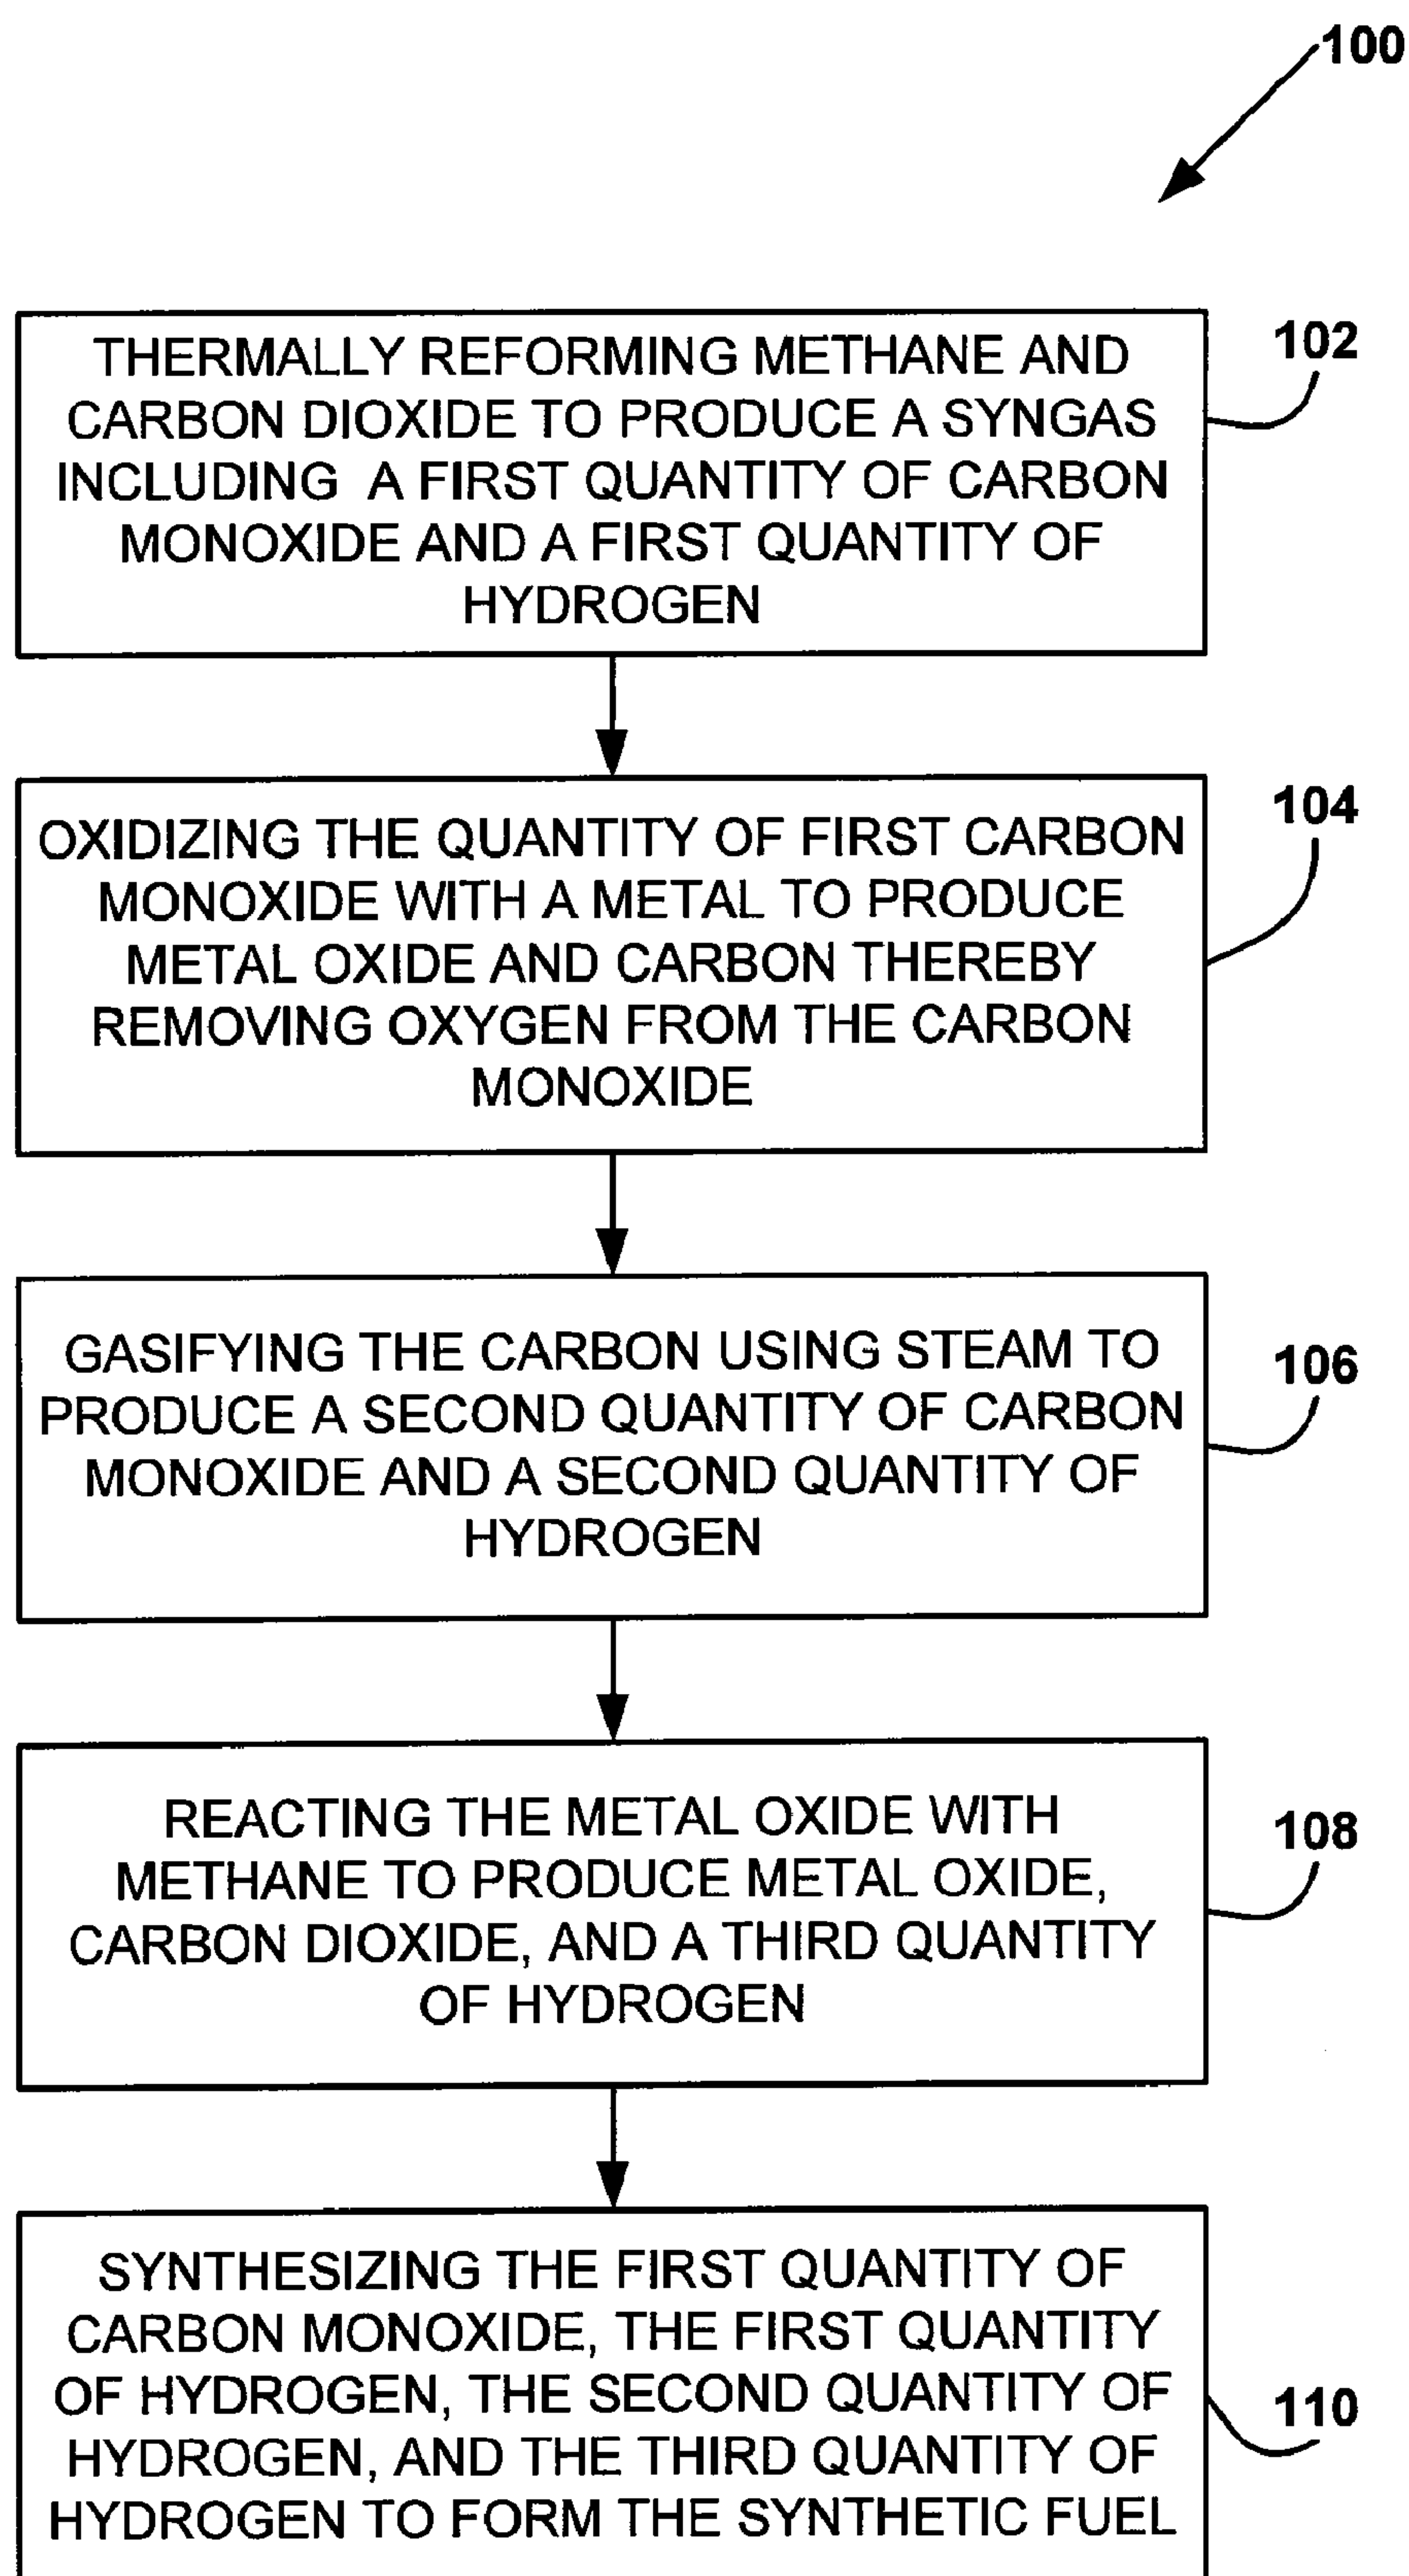 100
THERMALLY REFORMING METHANE AND
CARBON DIOXIDE TO PRODUCE A SYNGAS
INCLUDING A FIRST QUANTITY OF CARBON
MONOXIDE AND A FIRST QUANTITY OF
HYDROGEN
102
OXIDIZING THE QUANTITY OF FIRST CARBON
MONOXIDE WITH A METAL TO PRODUCE
METAL OXIDE AND CARBON THEREBY
REMOVING OXYGEN FROM THE CARBON
MONOXIDE
104
GASIFYING THE CARBON USING STEAM TO
PRODUCE A SECOND QUANTITY OF CARBON
MONOXIDE AND A SECOND QUANTITY OF
HYDROGEN
106
REACTING THE METAL OXIDE WITH
METHANE TO PRODUCE METAL OXIDE,
CARBON DIOXIDE, AND A THIRD QUANTITY
OF HYDROGEN
108
SYNTHESIZING THE FIRST QUANTITY OF
CARBON MONOXIDE, THE FIRST QUANTITY
OF HYDROGEN, THE SECOND QUANTITY OF
HYDROGEN, AND THE THIRD QUANTITY OF
HYDROGEN TO FORM THE SYNTHETIC FUEL
110